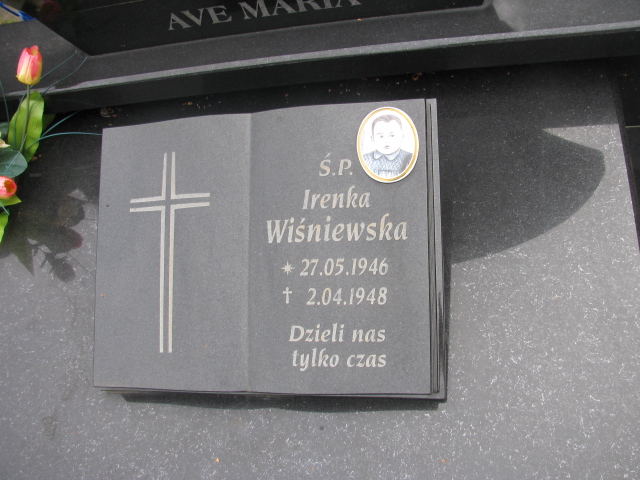 AVE MARIA
Ś.P.
Irenka
Wiśniewska
* 27.05.1946
† 2.04.1948
Dzieli nas
tylko czas